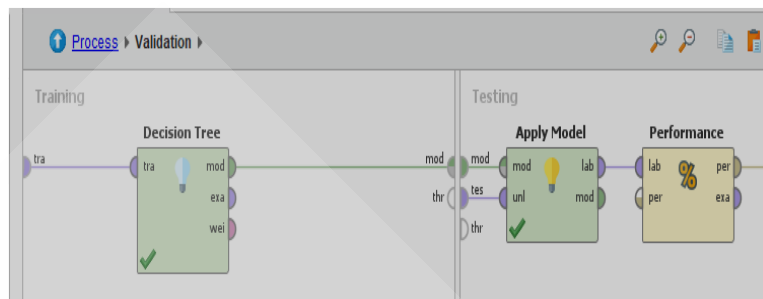 Process Validation
Training
Testing
Decision Tree
tra
tra
mod
exa
wei
mod
thr
Apply Model
mod
tes
thr
mod
unl
lab
mod
Performance
lab
per
%
per
exa